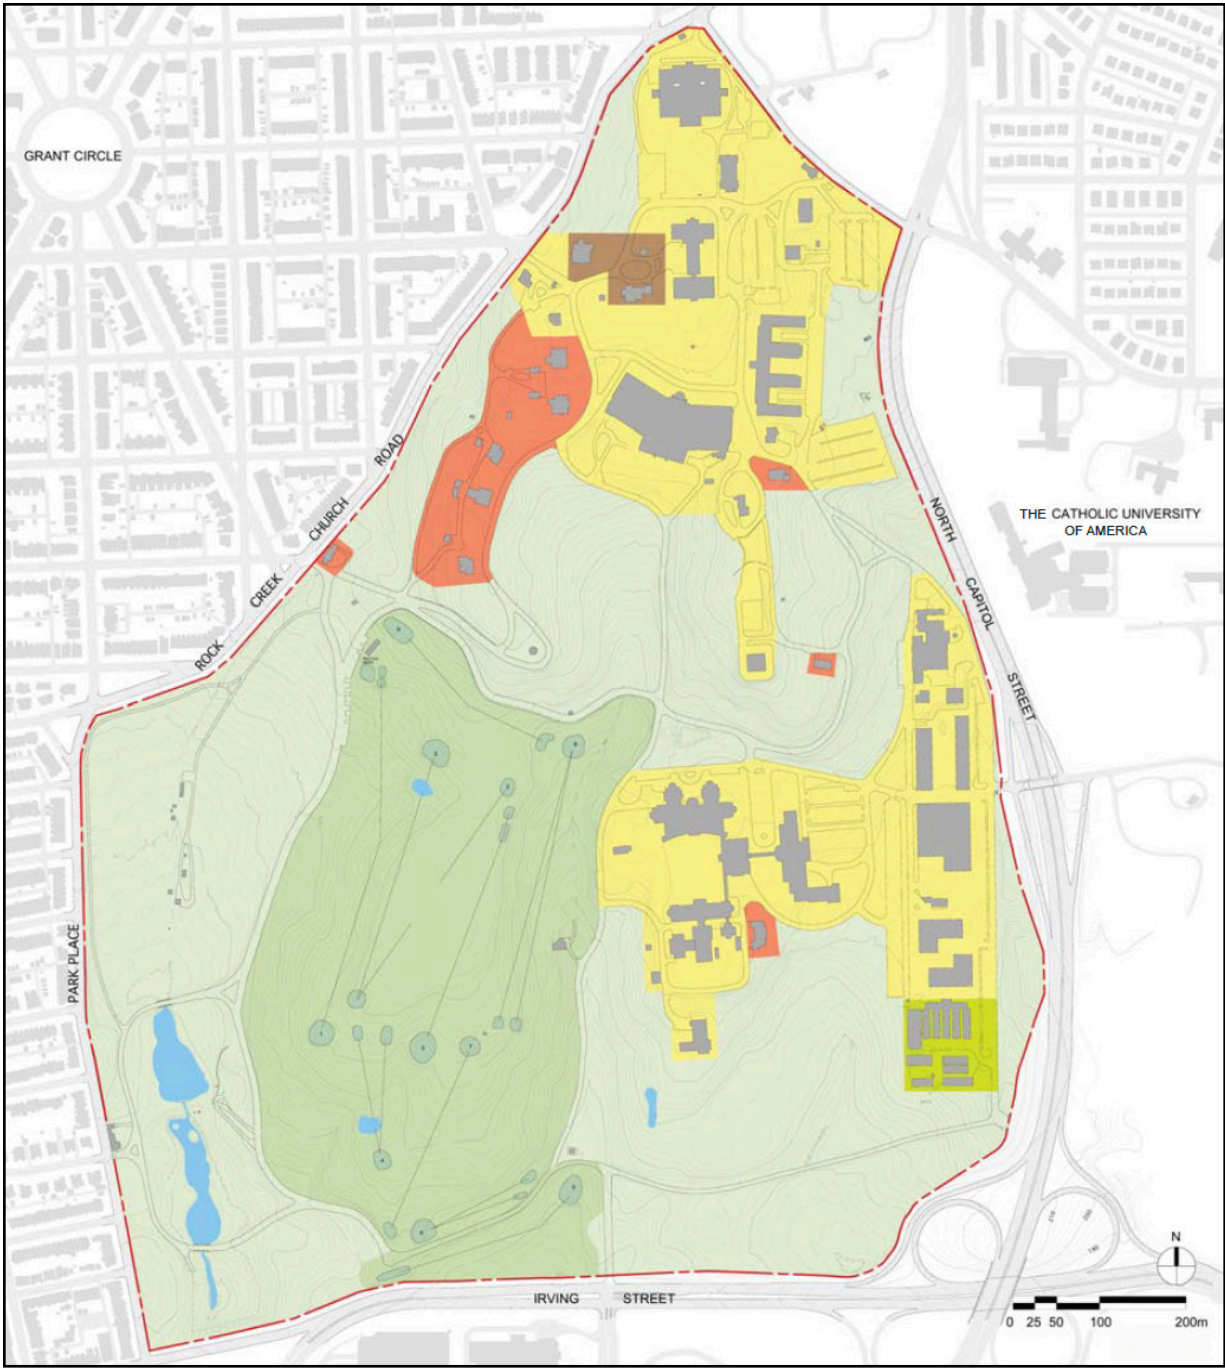 GRANT CIRCLE
ROCK CREEK CHURCH ROAD
THE CATHOLIC UNIVERSITY
OF AMERICA
NORTH CAPITOL STREET
PARK PLACE
IRVING STREET
N
0 25 50 100 200m